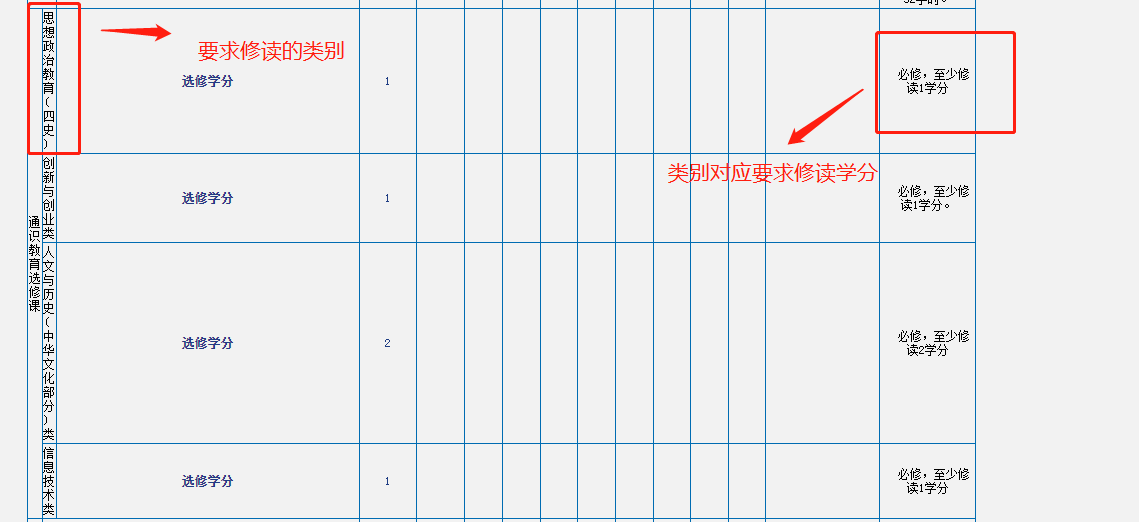 32学时。
思想政治教育(四史)
要求修读的类别
选修学分
1
必修，至少修
读1学分
类别对应要求修读学分
通识教育选修课
创新与创业类
选修学分
1
必修，至少修
读1学分。
人文与历史(中华文化部分)类
选修学分
2
必修，至少修
读2学分
信息技术类
选修学分
1
必修，至少修
读1学分